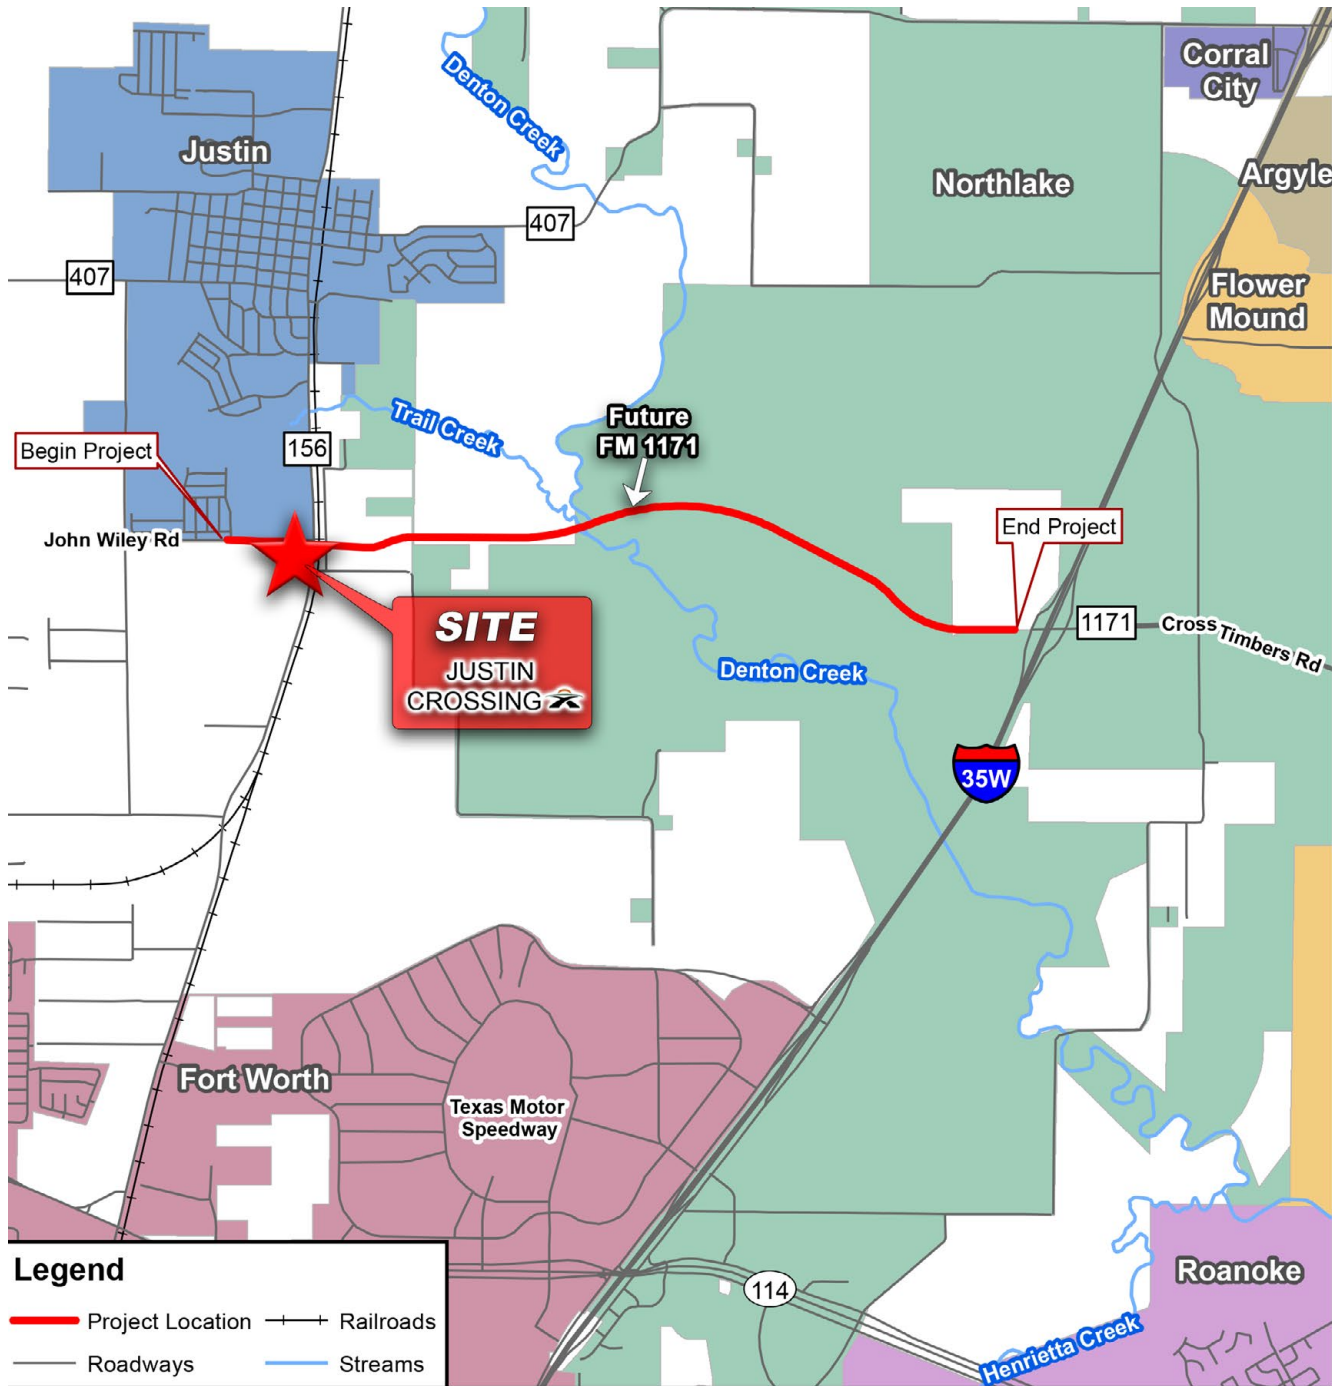 Corral
City
Denton Creek
Justin
Argyle
Northlake
407
407
Flower
Mound
Future
FM 1171
Trail Creek
156
Begin Project
End Project
John Wiley Rd
1171
Cross Timbers Rd
SITE
JUSTIN
CROSSING
Denton Creek
35W
Fort Worth
Texas Motor
Speedway
Roanoke
114
Henrietta Creek
Legend
Project Location
Railroads
Roadways
Streams